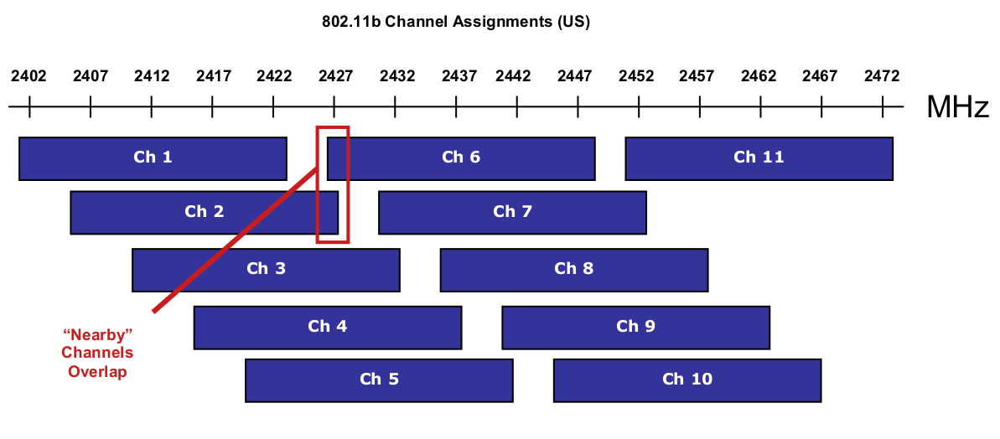 802.11b Channel Assignments (US)
2402 2407 2412 2417 2422 2427 2432 2437 2442 2447 2452 2457 2462 2467 2472
MHz
Ch 1 Ch 6 Ch 11
Ch 2 Ch 7
Ch 3 Ch 8
Ch 4 Ch 9
“Nearby”
Channels
Overlap
Ch 5 Ch 10